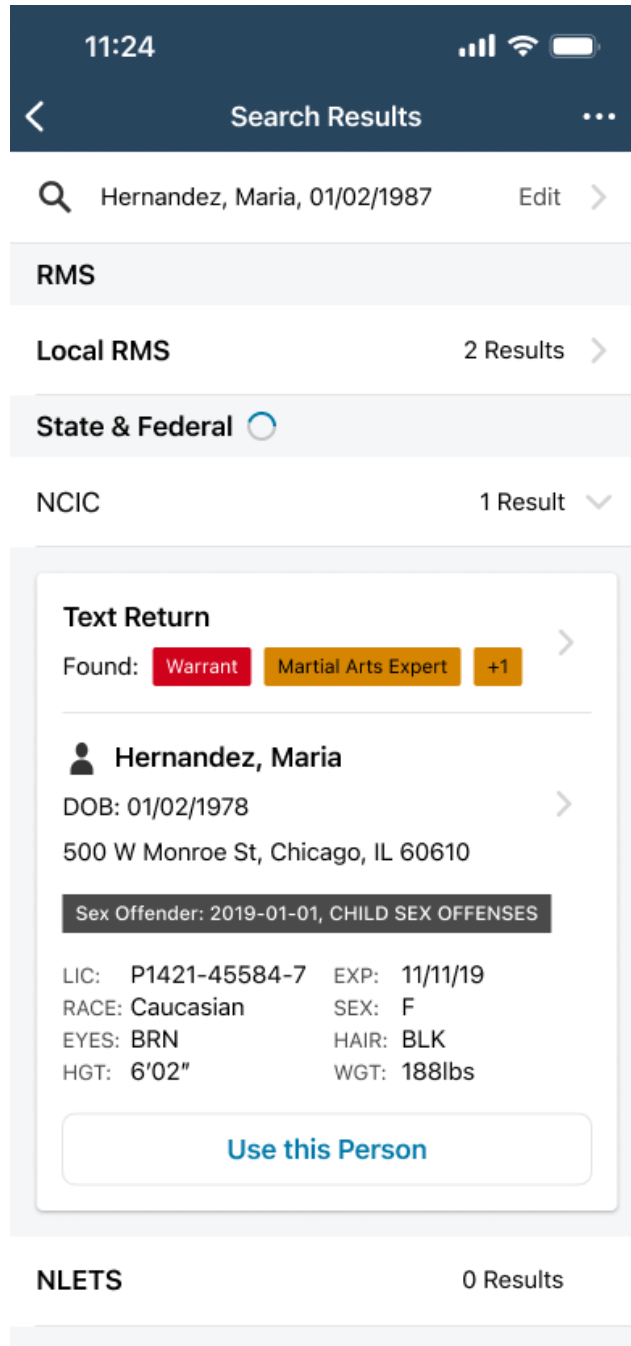 11:24
Search Results
Hernandez, Maria, 01/02/1987 Edit
RMS
Local RMS 2 Results
State & Federal
NCIC 1 Result
Text Return
Found: Warrant Martial Arts Expert +1
Hernandez, Maria
DOB: 01/02/1978
500 W Monroe St, Chicago, IL 60610
Sex Offender: 2019-01-01, CHILD SEX OFFENSES
LIC: P1421-45584-7 EXP: 11/11/19
RACE: Caucasian SEX: F
EYES: BRN HAIR: BLK
HGT: 6'02" WGT: 188lbs
Use this Person
NLETS 0 Results